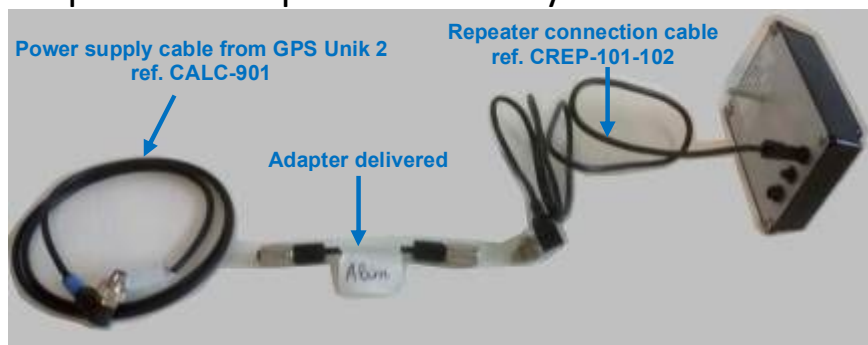 Power supply cable from GPS Unik 2
ref. CALC-901
Repeater connection cable
ref. CREP-101-102
Adapter delivered
Alim